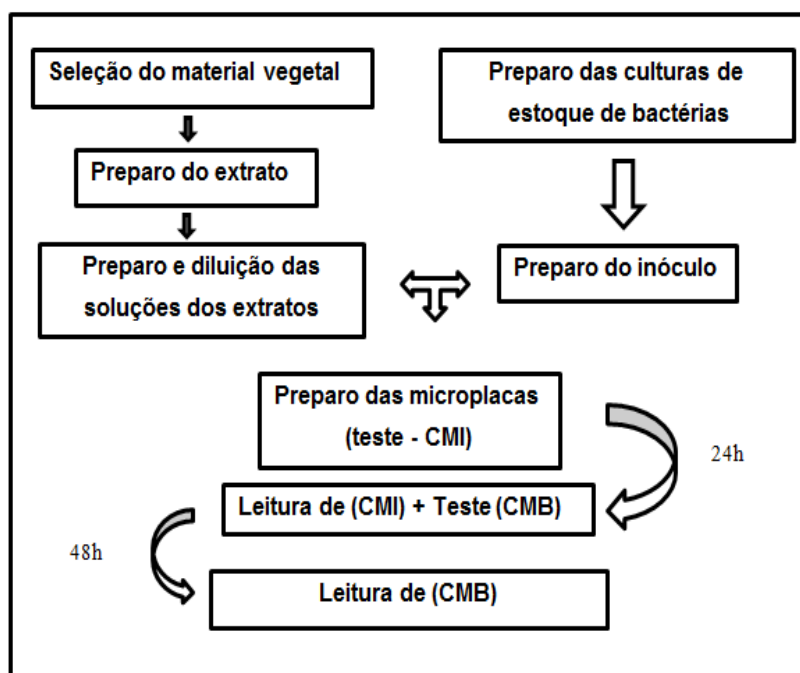 Seleção do material vegetal
Preparo do extrato
Preparo e diluição das
soluções dos extratos
Preparo das culturas de
estoque de bactérias
Preparo do inóculo
Preparo das microplacas
(teste - CMI)
24h
Leitura de (CMI) + Teste (CMB)
48h
Leitura de (CMB)